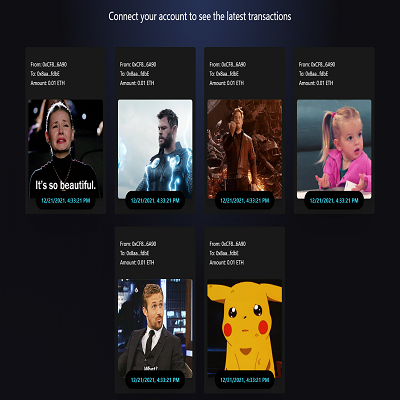 Connect your account to see the latest transactions
From: 0xCF8...6A90
To: 0x8aa...fdbE
Amount: 0.01 ETH
It's so beautiful.
12/21/2021, 4:33:21 PM
From: 0xCF8...6A90
To: 0x8aa...fdbE
Amount: 0.01 ETH
12/21/2021, 4:33:21 PM
From: 0xCF8...6A90
To: 0x8aa...fdbE
Amount: 0.01 ETH
12/21/2021, 4:33:21 PM
From: 0xCF8...6A90
To: 0x8aa...fdbE
Amount: 0.01 ETH
12/21/2021, 4:33:21 PM
From: 0xCF8...6A90
To: 0x8aa...fdbE
Amount: 0.01 ETH
What?
12/21/2021, 4:33:21 PM
From: 0xCF8...6A90
To: 0x8aa...fdbE
Amount: 0.01 ETH
12/21/2021, 4:33:21 PM